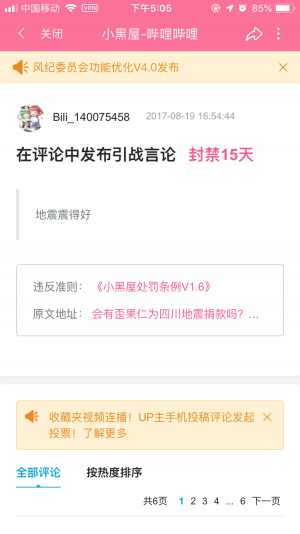 中国移动 VPN 下午5:05 85%
关闭 小黑屋-哔哩哔哩
风纪委员会功能优化V4.0发布
Bili_140075458 2017-08-19 16:54:44
在评论中发布引战言论 封禁15天
地震震得好
违反准则： 《小黑屋处罚条例V1.6》
原文地址： 会有歪果仁为四川地震捐款吗？...
收藏夹视频连播！UP主手机投稿评论发起
投票！了解更多
全部评论 按热度排序
共6页 1 2 3 4 ... 6 下一页